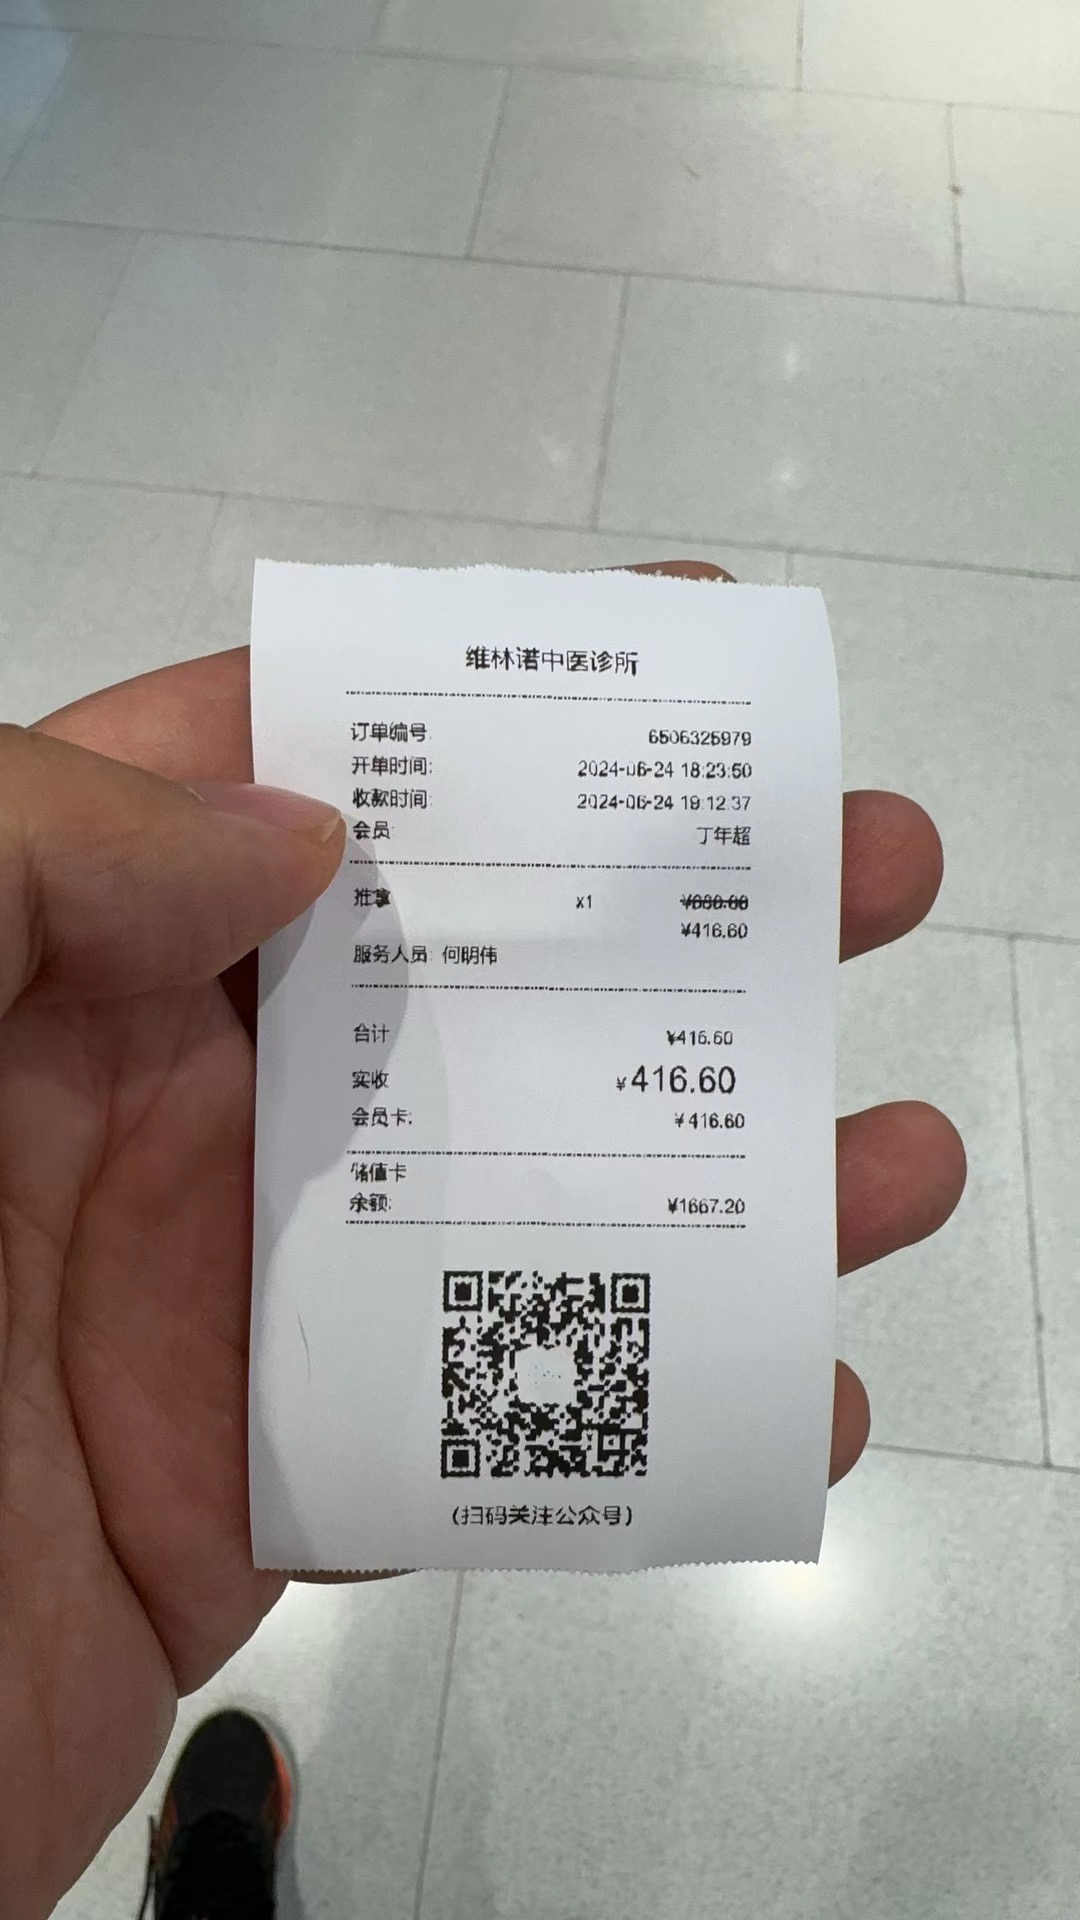 维林谱中医诊所
订单编号: 6506325979
开单时间: 2024-06-24 18:23:50
收款时间: 2024-06-24 19:12:37
会员: 丁年超
推拿 x1
¥416.60
服务人员: 何明伟
合计 ¥416.60
实收 ¥416.60
会员卡: ¥416.60
储值卡
余额: ¥1667.20
(扫码关注公众号)